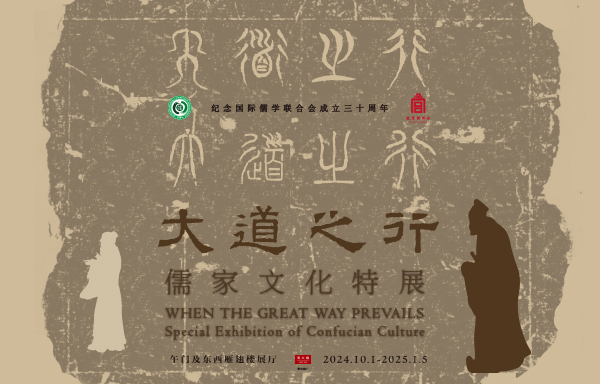 大道之行
纪念国际儒学联合会成立三十周年
大道之行
大道之行
儒家文化特展
WHEN THE GREAT WAY PREVAILS
Special Exhibition of Confucian Culture
午门及东西雁翅楼展厅 2024.10.1-2025.1.5